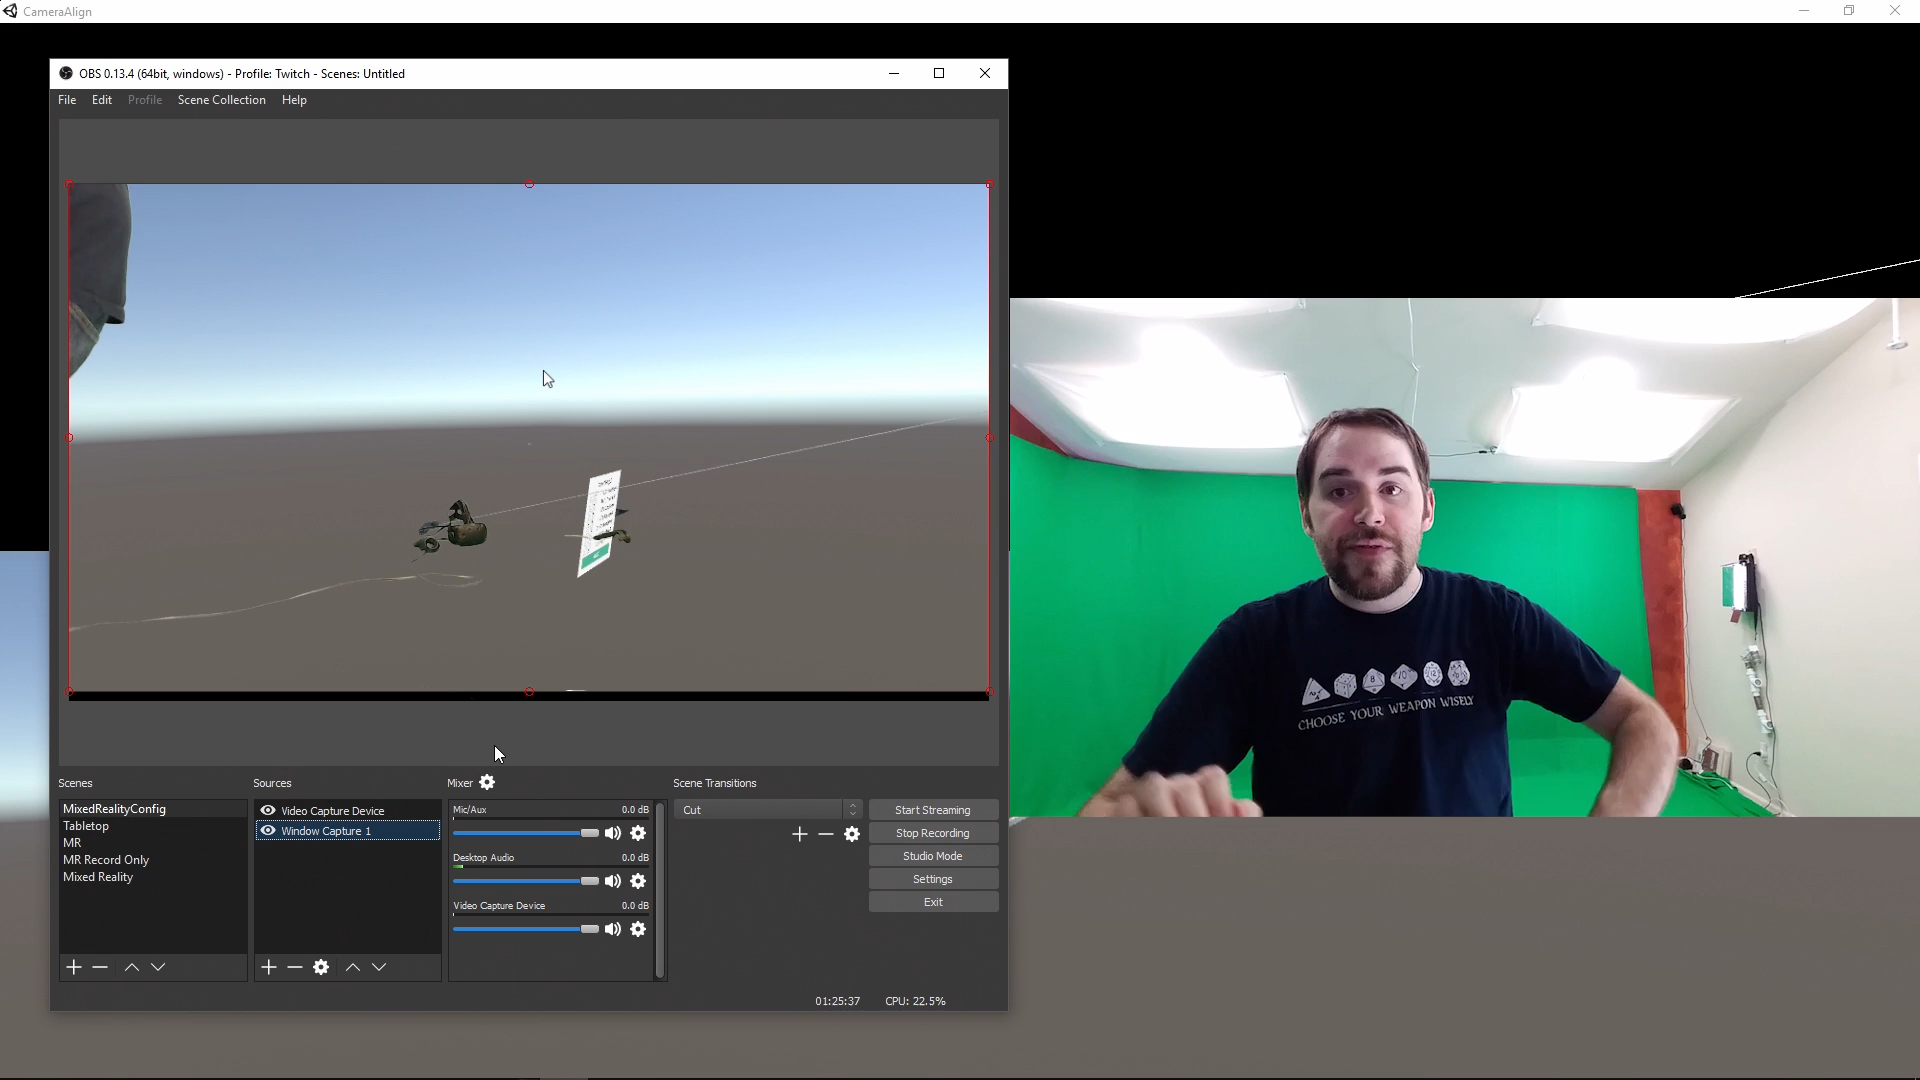 CameraAlign
OBS 0.13.4 (64bit, windows) - Profile: Twitch - Scenes: Untitled
File Edit Profile Scene Collection Help
CHOOSE YOUR WEAPON WISELY
Scenes
MixedRealityConfig
Tabletop
MR
MR Record Only
Mixed Reality
Sources
Video Capture Device
Window Capture 1
Mixer
Mic/Aux 0.0 dB
Desktop Audio 0.0 dB
Video Capture Device 0.0 dB
Scene Transitions
Cut
Start Streaming
Stop Recording
Studio Mode
Settings
Exit
01:25:37 CPU: 22.5%